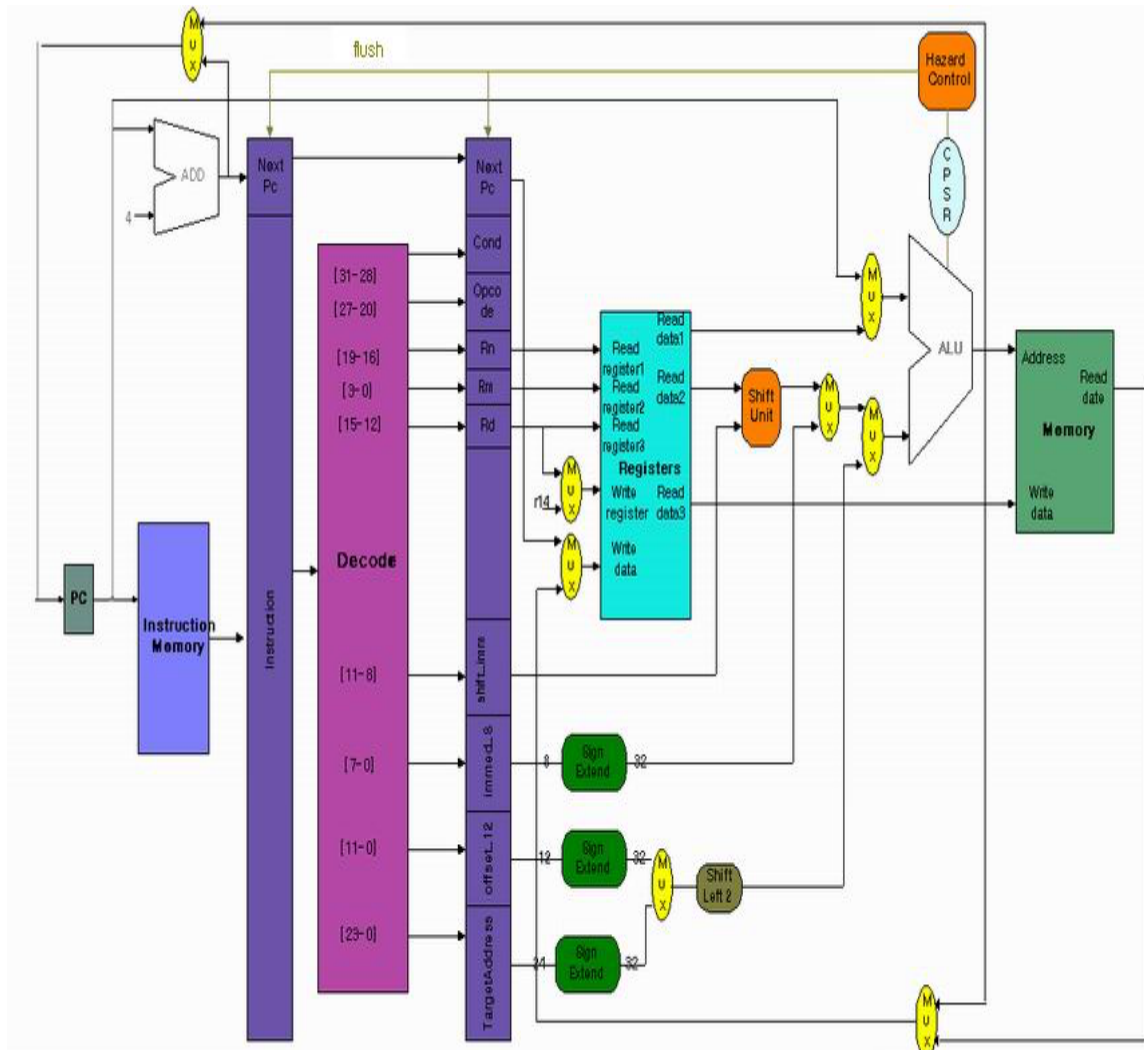 M
U
X
flush
Hazard
Control
C
P
S
R
ADD
4
Next
Pc
Next
Pc
Cond
Opco
de
Rn
Rm
Rd
[31-28]
[27-20]
[19-16]
[3-0]
[15-12]
Decode
[11-8]
[7-0]
[11-0]
[23-0]
PC
Instruction
Memory
Instruction
shift_imm
immed_8
offset_12
TargetAddress
r14
M
U
X
M
U
X
Read
register1
Read
register2
Read
register3
Registers
Write
register
Write
data
Read
data1
Read
data2
Read
data3
Shift
Unit
M
U
X
M
U
X
M
U
X
ALU
Address
Read
date
Memory
Write
data
8
Sign
Extend
32
12
Sign
Extend
32
24
Sign
Extend
32
M
U
X
Shift
Left 2
M
U
X